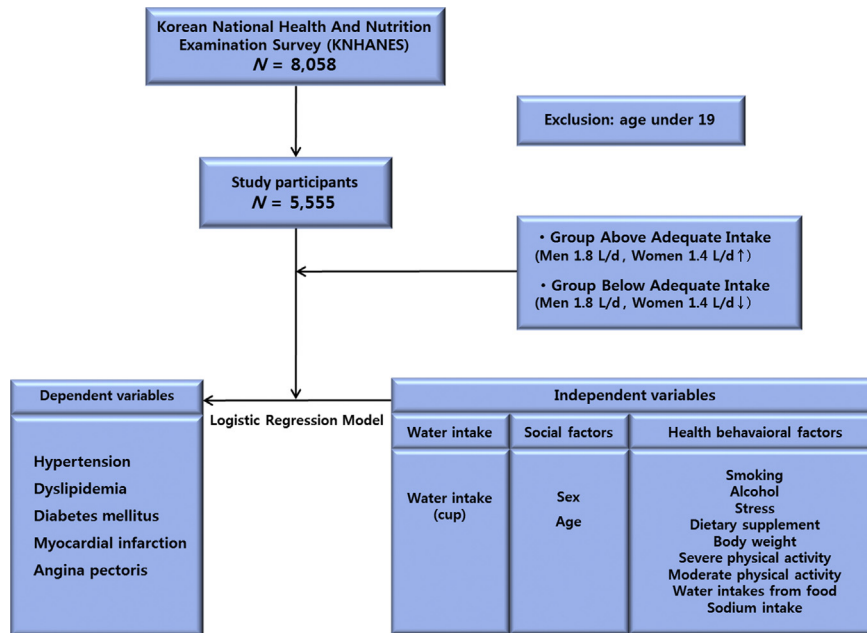 Korean National Health And Nutrition
Examination Survey (KNHANES)
N = 8,058
Exclusion: age under 19
Study participants
N = 5,555
・Group Above Adequate Intake
(Men 1.8 L/d , Women 1.4 L/d↑)
・Group Below Adequate Intake
(Men 1.8 L/d , Women 1.4 L/d↓)
Dependent variables
Hypertension
Dyslipidemia
Diabetes mellitus
Myocardial infarction
Angina pectoris
Logistic Regression Model
Independent variables
Water intake
Social factors
Health behavaioral factors
Water intake
(cup)
Sex
Age
Smoking
Alcohol
Stress
Dietary supplement
Body weight
Severe physical activity
Moderate physical activity
Water intakes from food
Sodium intake